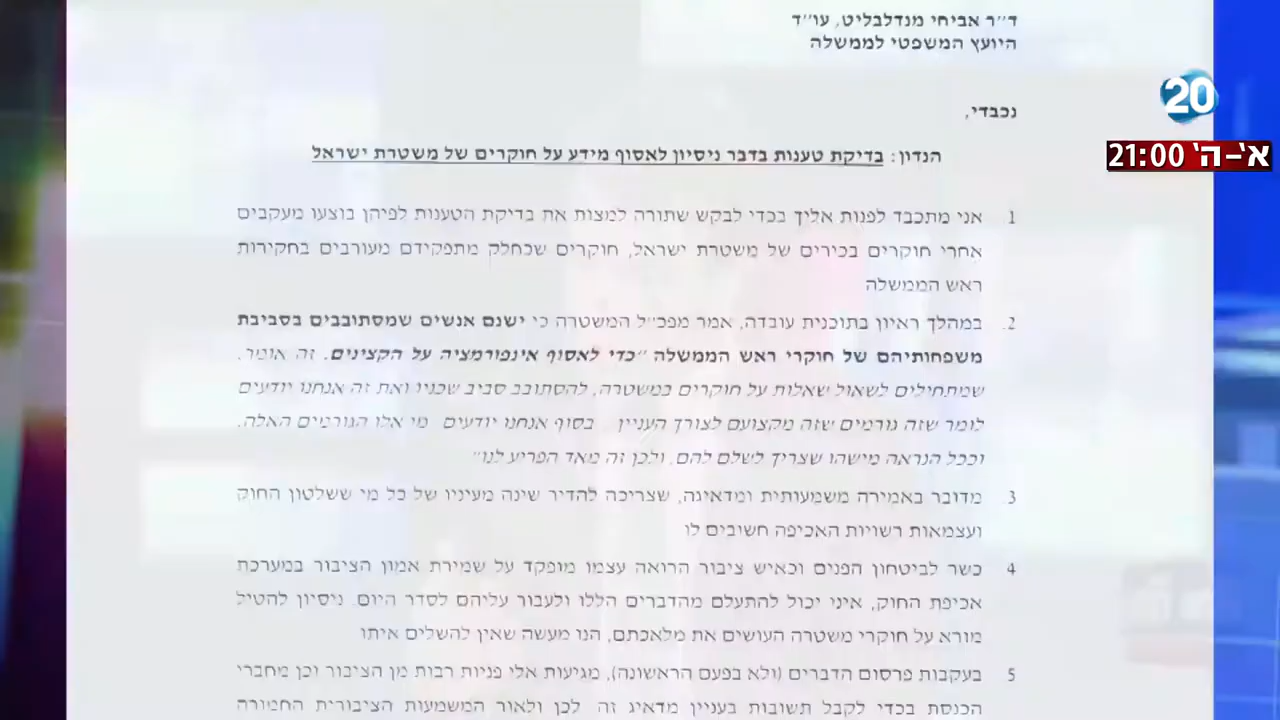 ד״ר אביחי מנדלבליט, עו״ד
היועץ המשפטי לממשלה
20
נכבדי,
א'-ה' 21:00
הנדון: בדיקת טענות בדבר ניסיון לאסוף מידע על חוקרים של משטרת ישראל
1 אני מתכבד לפנות אליך בכדי לבקש שתורה למצות את בדיקת הטענות לפיהן בוצעו מעקבים
אחרי חוקרים בכירים של משטרת ישראל, חוקרים שכחלק מתפקידם מעורבים בחקירות
ראש הממשלה
2. במהלך ראיון בתוכנית עובדה, אמר מפכ״ל המשטרה כי ישנם אנשים שמסתובבים בסביבת
משפחותיהם של חוקרי ראש הממשלה ״כדי לאסוף אינפורמציה על הקצינים. זה אומר,
שמתחילים לשאול שאלות על חוקרים במשטרה, להסתובב סביב שכניו ואת זה אנחנו יודעים
לומר שזה גורמים שזה מקצועם לצורך העניין. בסוף אנחנו יודעים מי אלו הגורמים האלה.
וככל הנראה מישהו שצריך לשלם להם, ולכן זה מאד הפריע לנו״
3. מדובר באמירה משמעותית ומדאיגה, שצריכה להדיר שינה מעיניו של כל מי ששלטון החוק
ועצמאות רשויות האכיפה חשובים לו
4 כשר לביטחון הפנים וכאיש ציבור הרואה עצמו מופקד על שמירת אמון הציבור במערכת
אכיפת החוק, איני יכול להתעלם מהדברים הללו ולעבור עליהם לסדר היום. ניסיון להטיל
מורא על חוקרי משטרה העושים את מלאכתם, הנו מעשה שאין להשלים איתו
5 בעקבות פרסום הדברים (ולא בפעם הראשונה), מגיעות אלי פניות רבות מן הציבור וכן מחברי
הכנסת בכדי לקבל תשובות בעניין מדאיג זה לכן ולאור המשמעות הציבורית החמורה